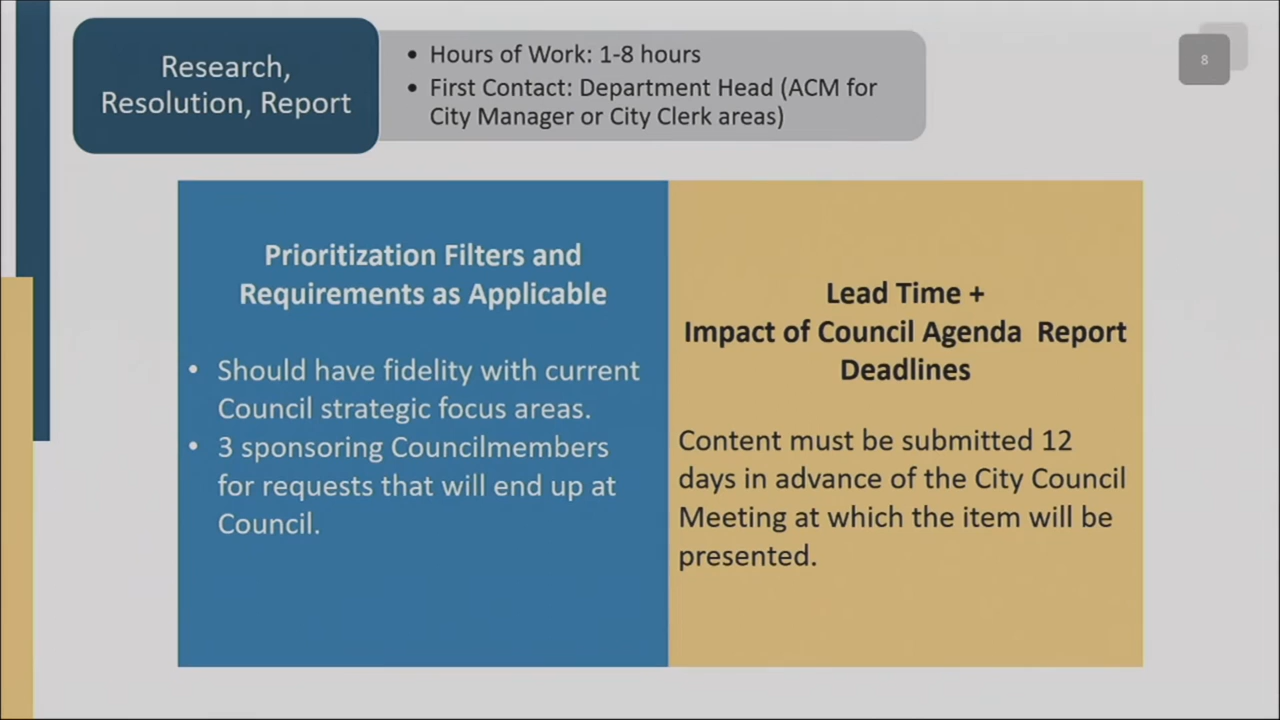 Research,
Resolution, Report
• Hours of Work: 1-8 hours
• First Contact: Department Head (ACM for
City Manager or City Clerk areas)
8
Prioritization Filters and
Requirements as Applicable
• Should have fidelity with current
Council strategic focus areas.
• 3 sponsoring Councilmembers
for requests that will end up at
Council.
Lead Time +
Impact of Council Agenda Report
Deadlines
Content must be submitted 12
days in advance of the City Council
Meeting at which the item will be
presented.